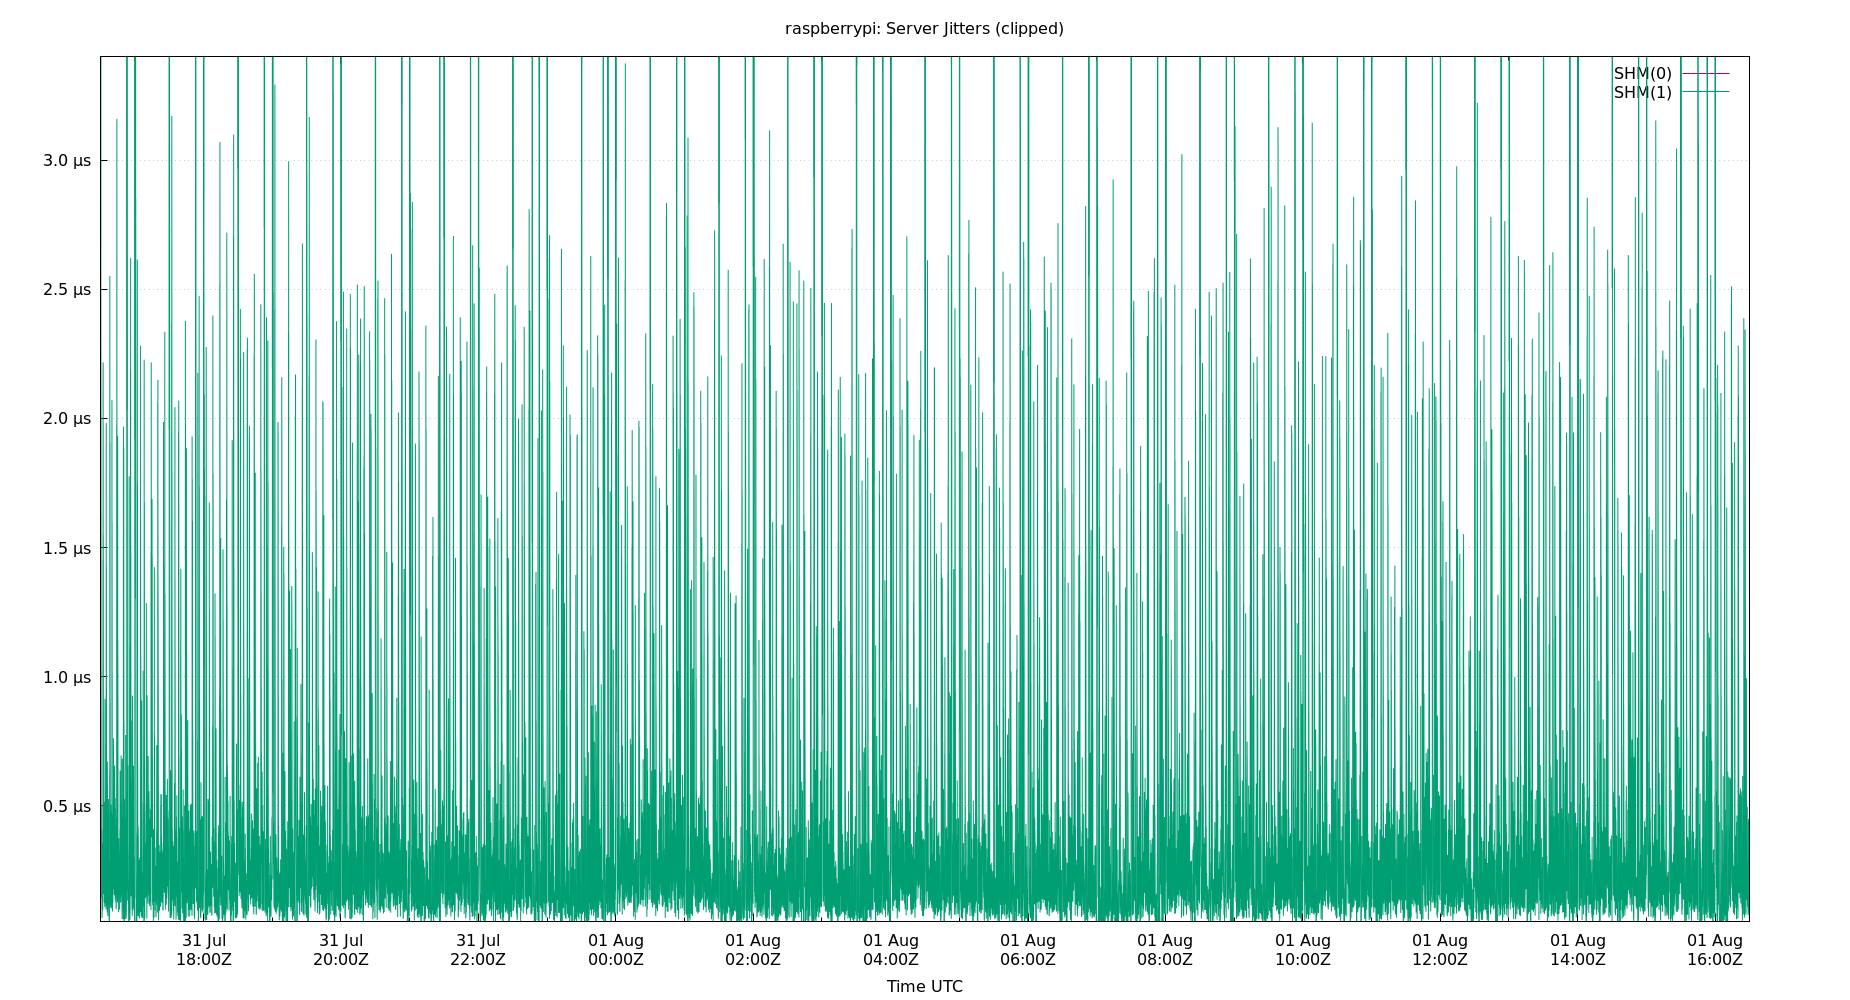 raspberrypi: Server Jitters (clipped)
SHM(0)
SHM(1)
3.0 µs
2.5 µs
2.0 µs
1.5 µs
1.0 µs
0.5 µs
31 Jul 31 Jul 31 Jul 01 Aug 01 Aug 01 Aug 01 Aug 01 Aug 01 Aug 01 Aug 01 Aug 01 Aug
18:00Z 20:00Z 22:00Z 00:00Z 02:00Z 04:00Z 06:00Z 08:00Z 10:00Z 12:00Z 14:00Z 16:00Z
Time UTC